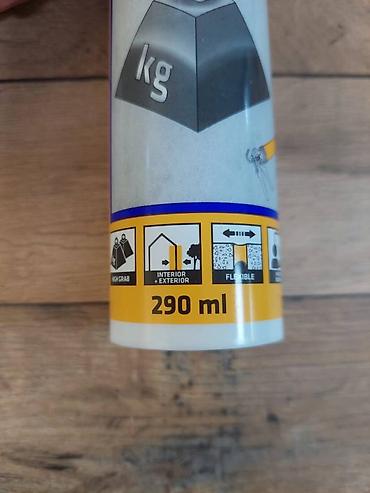 kg
HIGH GRAB
INTERIOR
+ EXTERIOR
FLEXIBLE
290 ml